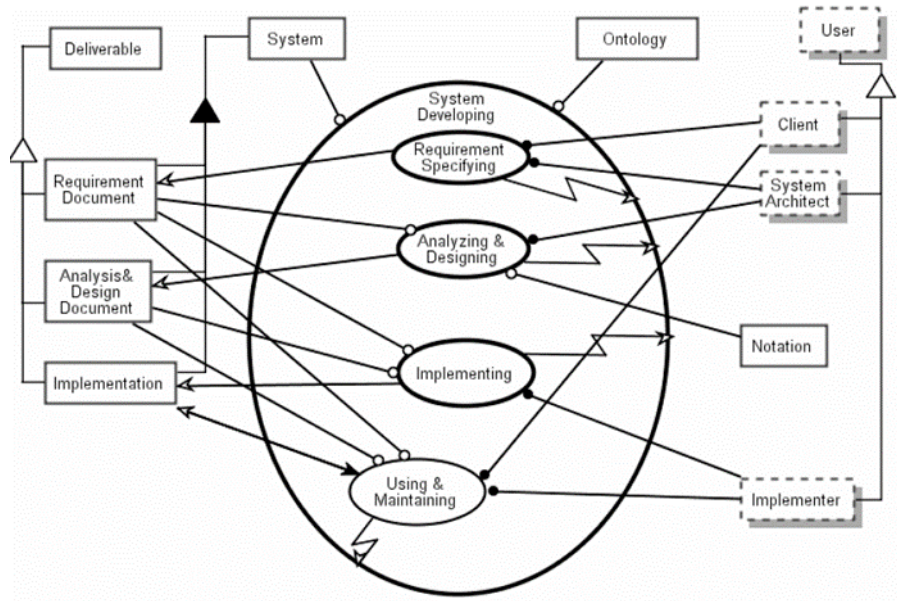 Deliverable
System
Ontology
User
System
Developing
Requirement
Specifying
Client
Requirement
Document
System
Architect
Analyzing &
Designing
Analysis&
Design
Document
Notation
Implementation
Implementing
Using &
Maintaining
Implementer